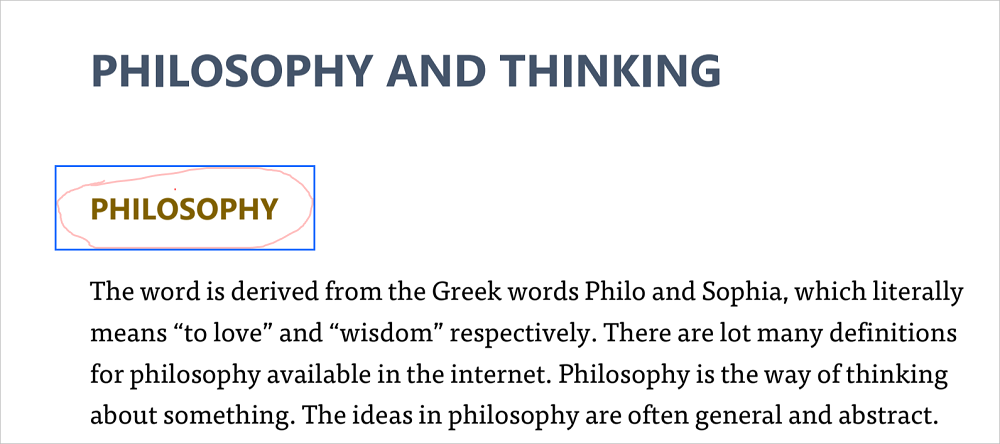 PHILOSOPHY AND THINKING
PHILOSOPHY
The word is derived from the Greek words Philo and Sophia, which literally
means “to love” and “wisdom” respectively. There are lot many definitions
for philosophy available in the internet. Philosophy is the way of thinking
about something. The ideas in philosophy are often general and abstract.